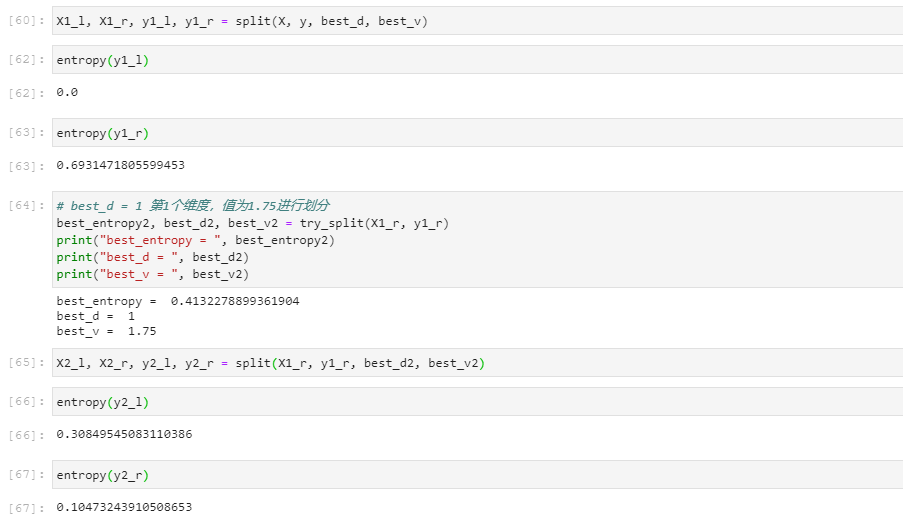 [60]: X1_l, X1_r, y1_l, y1_r = split(X, y, best_d, best_v)
[62]: entropy(y1_l)
[62]: 0.0
[63]: entropy(y1_r)
[63]: 0.6931471805599453
[64]: # best_d = 1 第1个维度，值为1.75进行划分
best_entropy2, best_d2, best_v2 = try_split(X1_r, y1_r)
print("best_entropy = ", best_entropy2)
print("best_d = ", best_d2)
print("best_v = ", best_v2)
best_entropy =  0.4132278899361904
best_d =  1
best_v =  1.75
[65]: X2_l, X2_r, y2_l, y2_r = split(X1_r, y1_r, best_d2, best_v2)
[66]: entropy(y2_l)
[66]: 0.30849545083110386
[67]: entropy(y2_r)
[67]: 0.10473243910508653